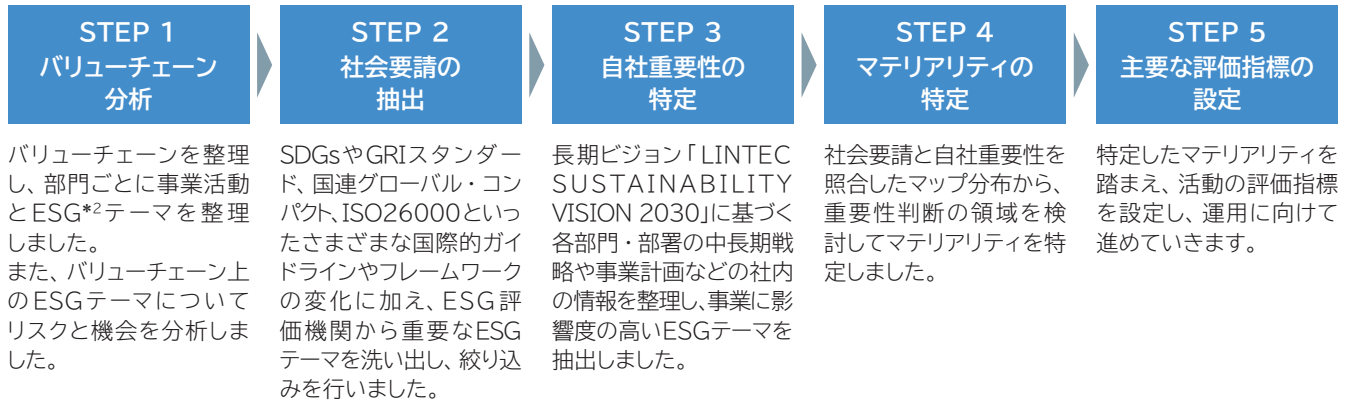 STEP 1
バリューチェーン
分析
バリューチェーンを整理
し、部門ごとに事業活動
とESG*2テーマを整理
しました。
また、バリューチェーン上
のESGテーマについて
リスクと機会を分析しま
した。
STEP 2
社会要請の
抽出
SDGsやGRIスタンダー
ド、国連グローバル・コン
パクト、ISO26000といっ
たさまざまな国際的ガイ
ドラインやフレームワーク
の変化に加え、ESG評
価機関から重要なESG
テーマを洗い出し、絞り込
みを行いました。
STEP 3
自社重要性の
特定
長期ビジョン「LINTEC
SUSTAINABILITY
VISION 2030」に基づく
各部門・部署の中長期戦
略や事業計画などの社内
の情報を整理し、事業に影
響度の高いESGテーマを
抽出しました。
STEP 4
マテリアリティの
特定
社会要請と自社重要性を
照合したマップ分布から、
重要性判断の領域を検
討してマテリアリティを特
定しました。
STEP 5
主要な評価指標の
設定
特定したマテリアリティを
踏まえ、活動の評価指標
を設定し、運用に向けて
進めていきます。